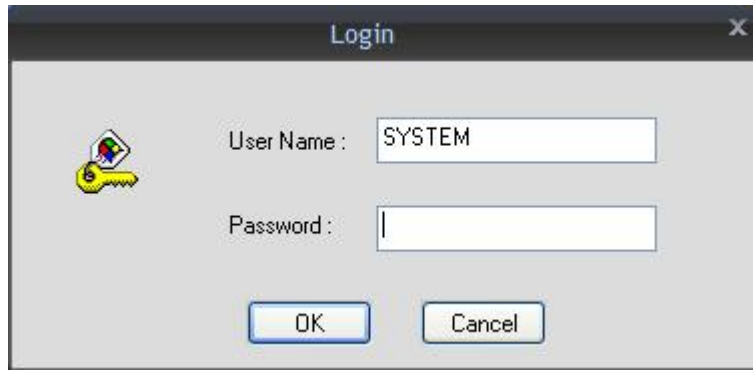 Login
x
User Name : SYSTEM
Password :
OK Cancel